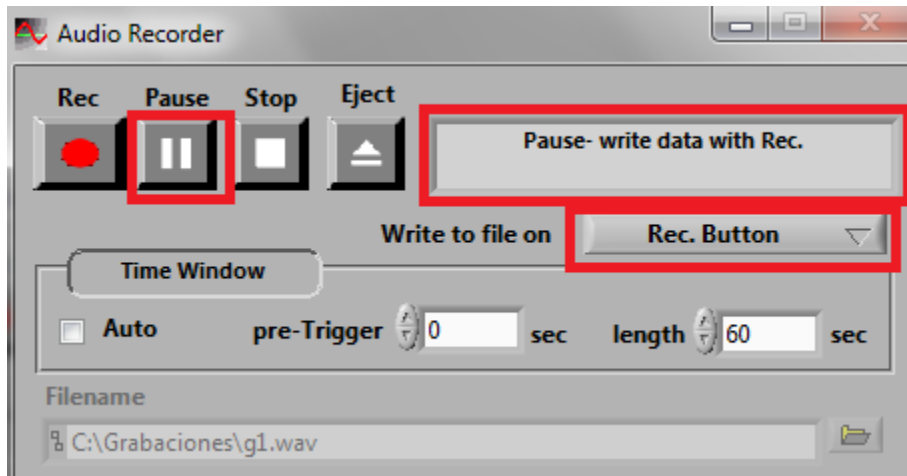 Audio Recorder
Rec Pause Stop Eject
Pause- write data with Rec.
Write to file on Rec. Button
Time Window
Auto pre-Trigger 0 sec length 60 sec
Filename
C:\Grabaciones\g1.wav